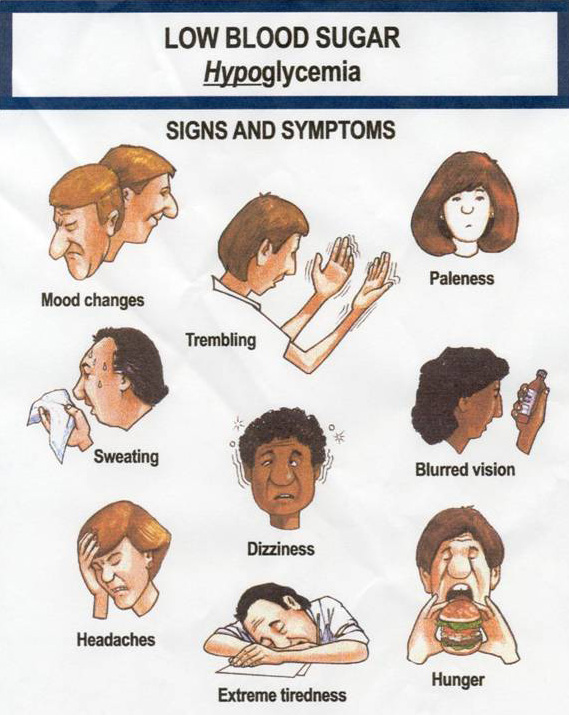 LOW BLOOD SUGAR
Hypoglycemia
SIGNS AND SYMPTOMS
Mood changes
Trembling
Paleness
Sweating
Blurred vision
Dizziness
Headaches
Extreme tiredness
Hunger